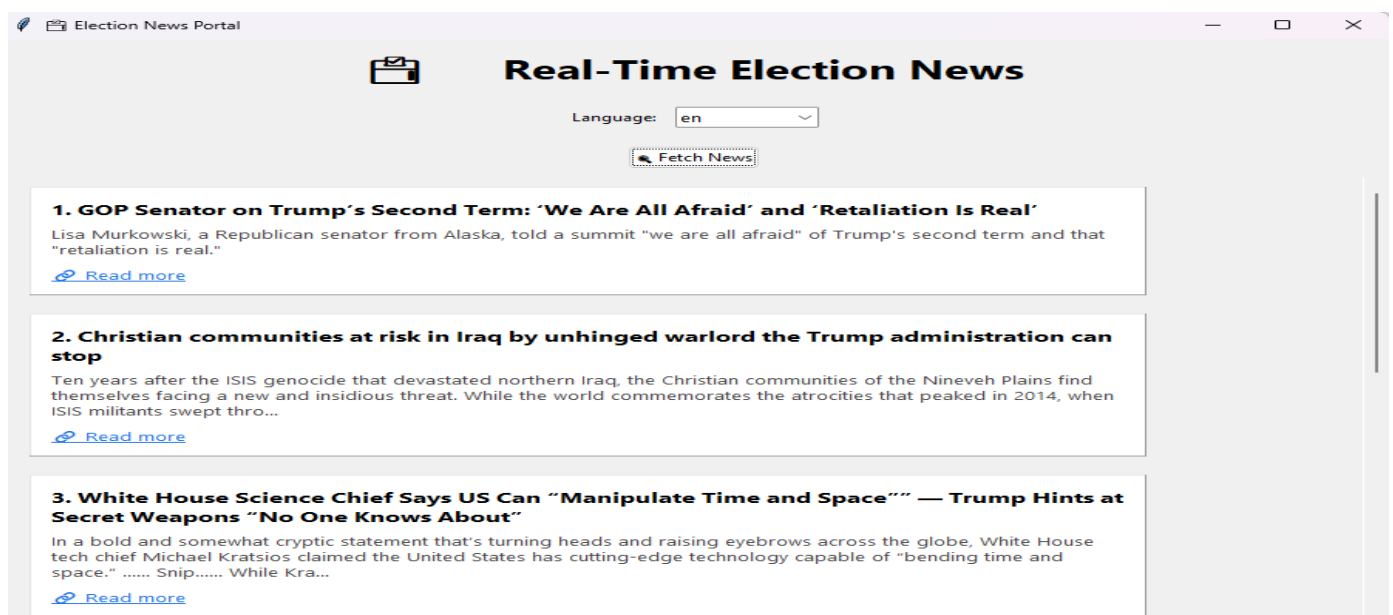 Election News Portal
Real-Time Election News
Language: en
Fetch News
1. GOP Senator on Trump's Second Term: ‘We Are All Afraid’ and ‘Retaliation Is Real’
Lisa Murkowski, a Republican senator from Alaska, told a summit "we are all afraid" of Trump's second term and that
"retaliation is real."
Read more
2. Christian communities at risk in Iraq by unhinged warlord the Trump administration can
stop
Ten years after the ISIS genocide that devastated northern Iraq, the Christian communities of the Nineveh Plains find
themselves facing a new and insidious threat. While the world commemorates the atrocities that peaked in 2014, when
ISIS militants swept thro...
Read more
3. White House Science Chief Says US Can “Manipulate Time and Space”” — Trump Hints at
Secret Weapons “No One Knows About”
In a bold and somewhat cryptic statement that's turning heads and raising eyebrows across the globe, White House
tech chief Michael Kratsios claimed the United States has cutting-edge technology capable of “bending time and
space.” ...... Snip...... While Kra...
Read more